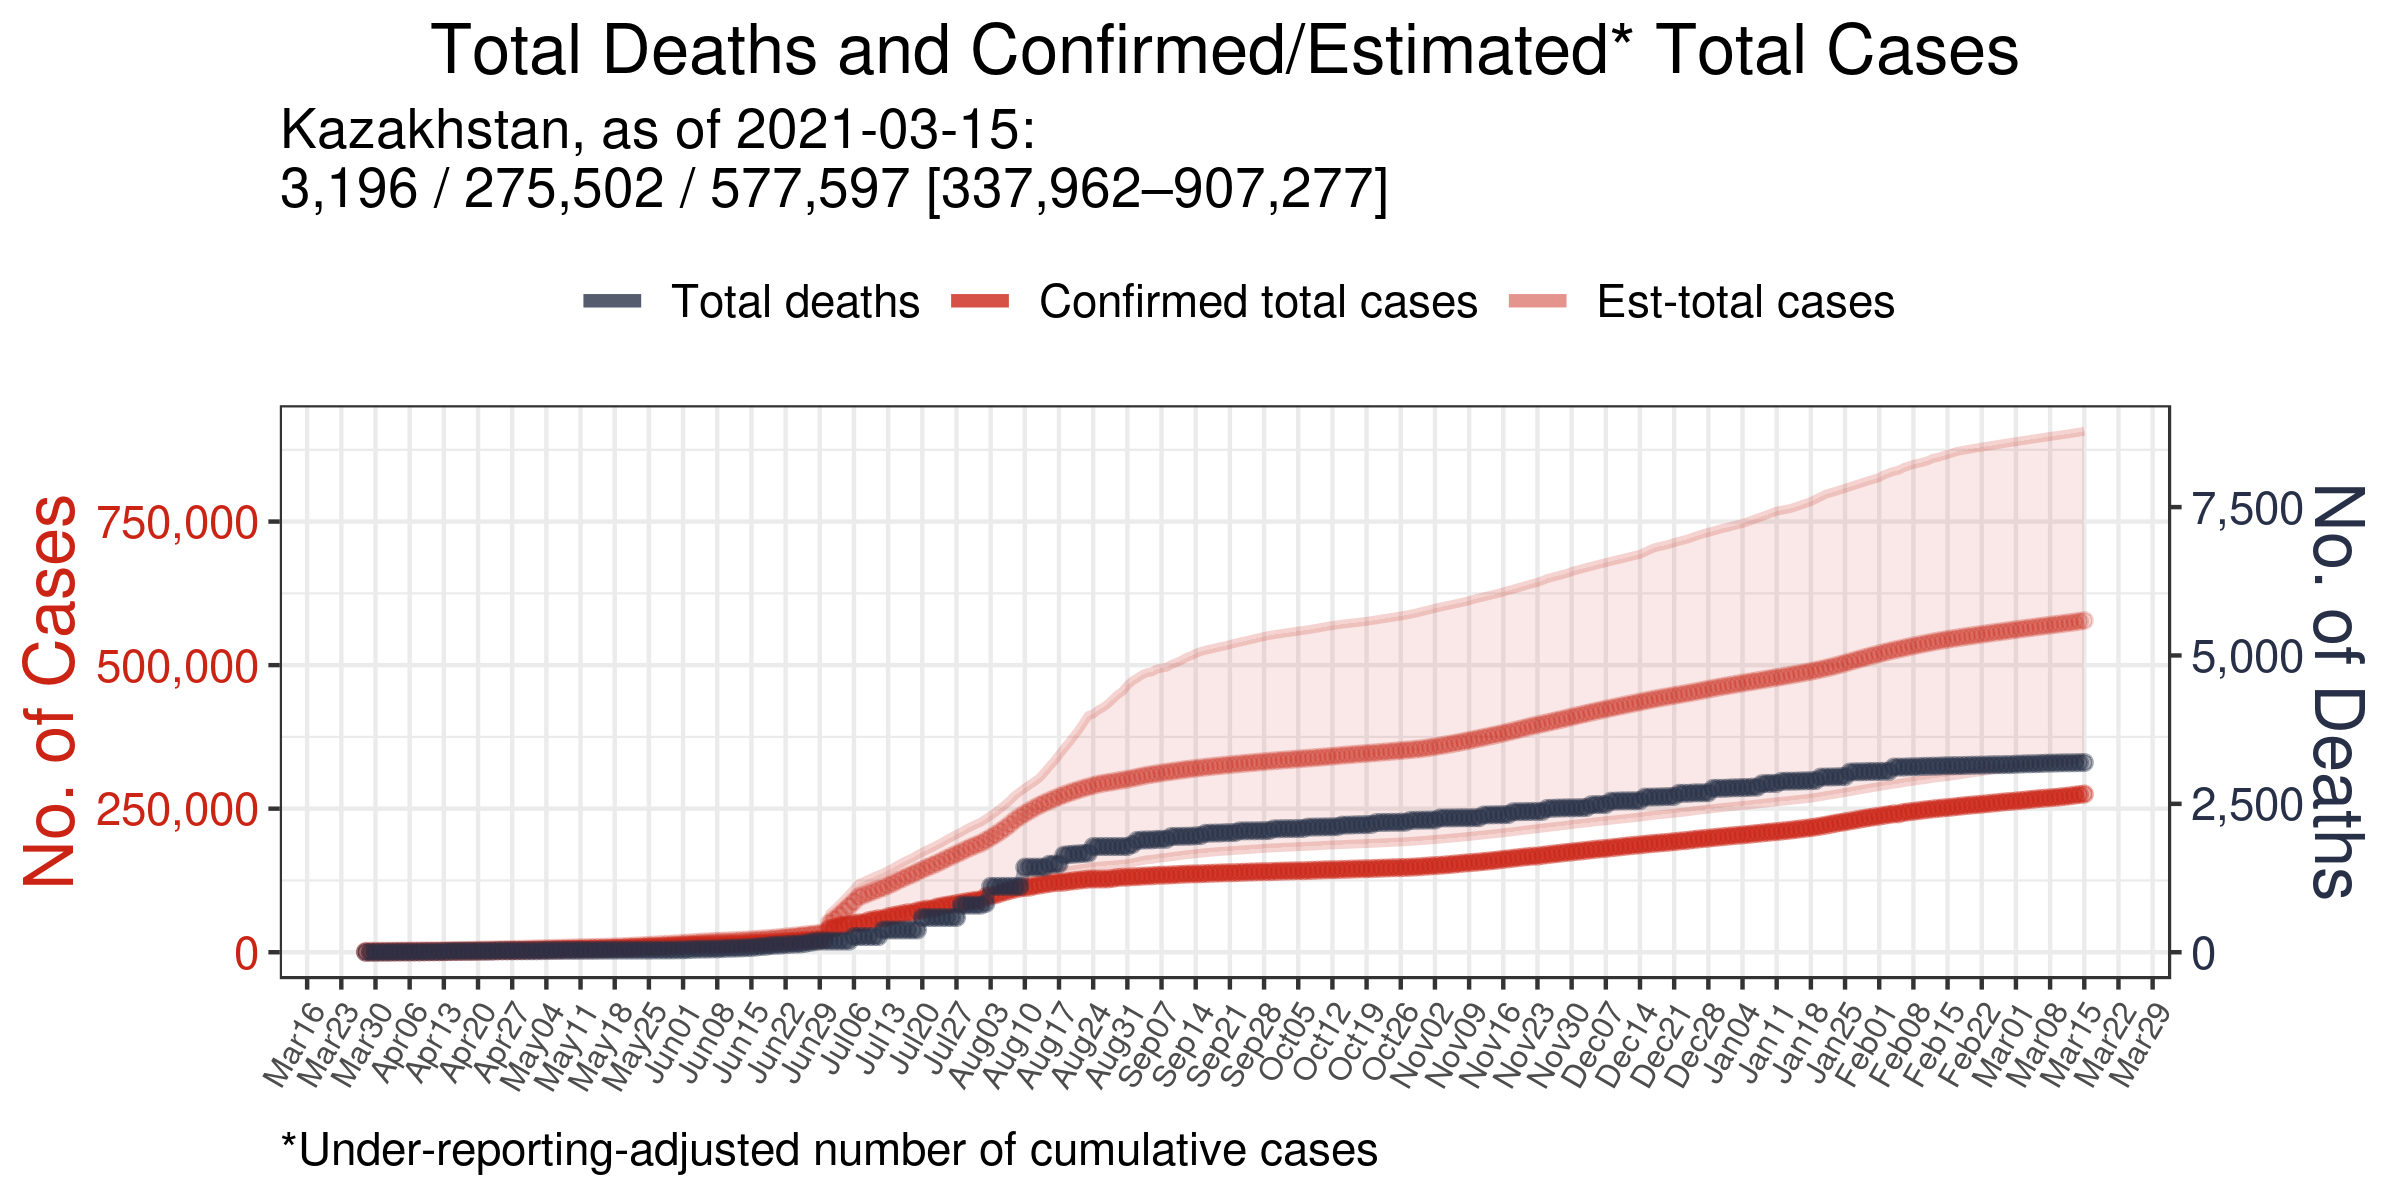 Total Deaths and Confirmed/Estimated* Total Cases
Kazakhstan, as of 2021-03-15:
3,196 / 275,502 / 577,597 [337,962–907,277]
Total deaths
Confirmed total cases
Est-total cases
No. of Cases
750,000
500,000
250,000
0
7,500
5,000
2,500
0
No. of Deaths
Mar16
Mar23
Mar30
Apr06
Apr13
Apr20
Apr27
May04
May11
May18
May25
Jun01
Jun08
Jun15
Jun22
Jun29
Jul06
Jul13
Jul20
Jul27
Aug03
Aug10
Aug17
Aug24
Aug31
Sep07
Sep14
Sep21
Sep28
Oct05
Oct12
Oct19
Oct26
Nov02
Nov09
Nov16
Nov23
Nov30
Dec07
Dec14
Dec21
Dec28
Jan04
Jan11
Jan18
Jan25
Feb01
Feb08
Feb15
Feb22
Mar01
Mar08
Mar15
Mar22
Mar29
*Under-reporting-adjusted number of cumulative cases